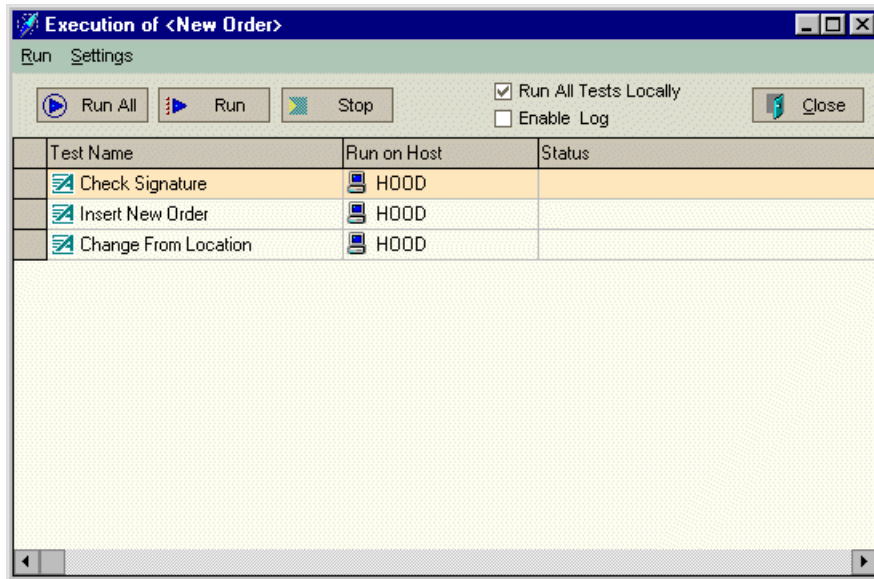 Execution of <New Order>
Run Settings
Run All Run Stop Run All Tests Locally Enable Log Close
Test Name Run on Host Status
Check Signature HOOD
Insert New Order HOOD
Change From Location HOOD